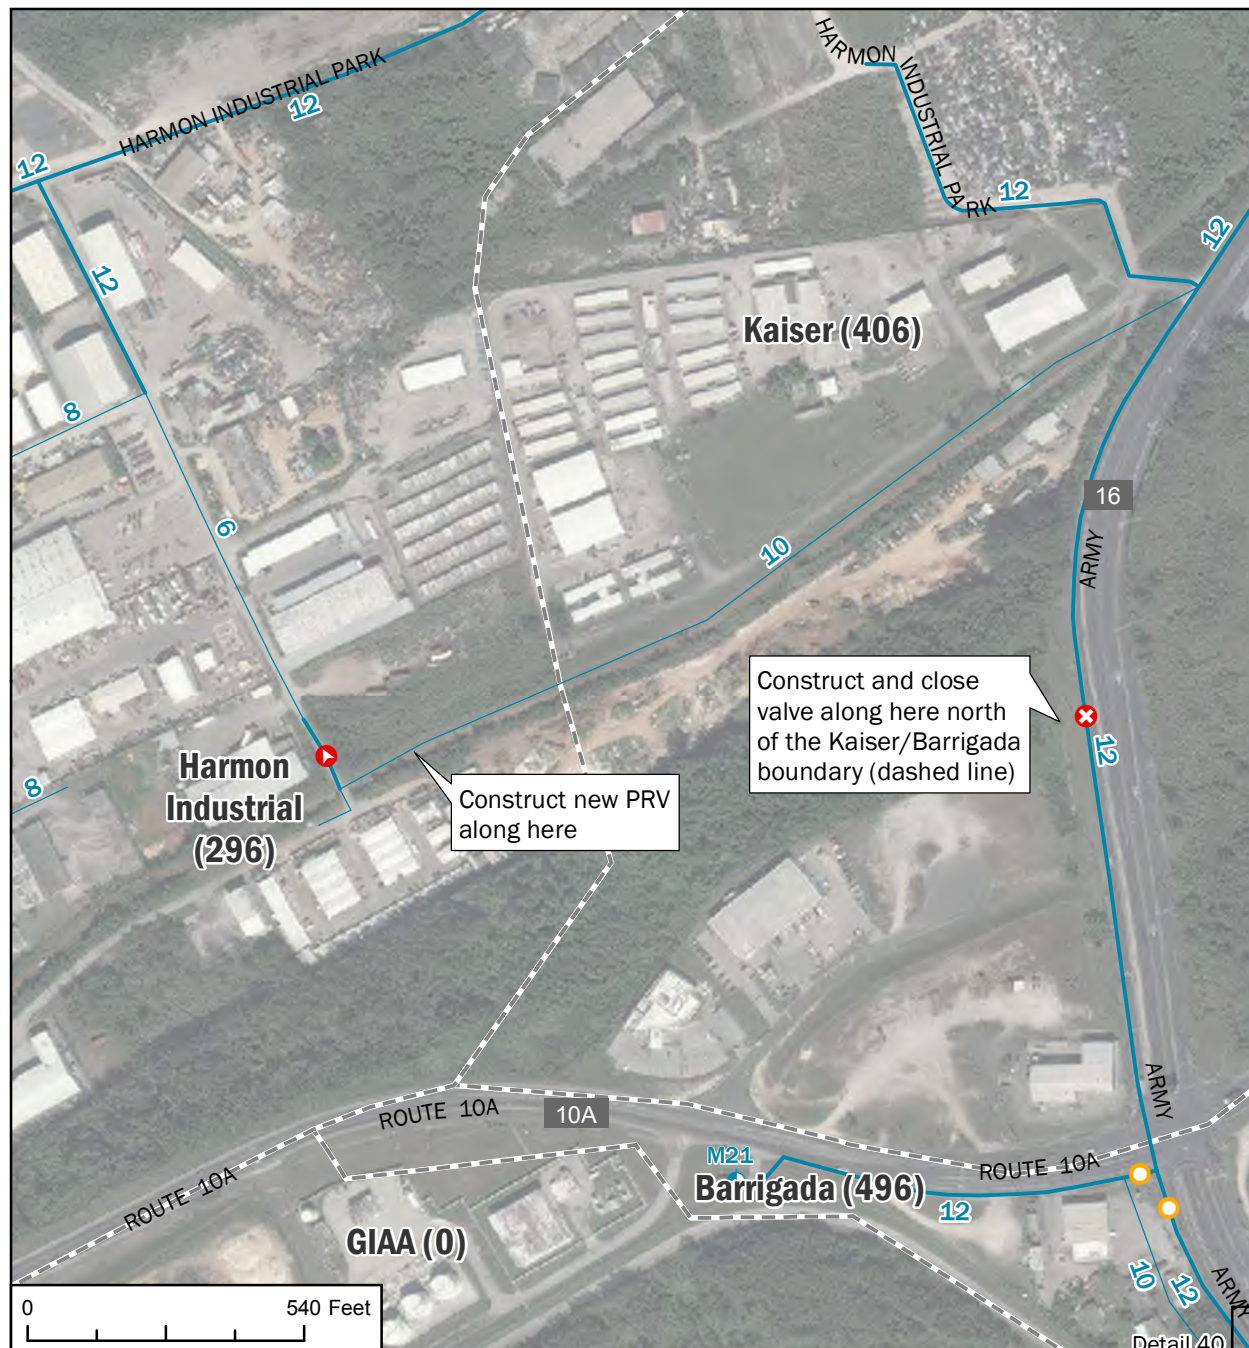 HARMON INDUSTRIAL PARK
12
12
12
HARMON INDUSTRIAL PARK
12
12
Kaiser (406)
8
6
10
16
ARMY
Construct and close
valve along here north
of the Kaiser/Barrigada
boundary (dashed line)
12
Harmon
Industrial
(296)
8
Construct new PRV
along here
ARMY
ROUTE 10A
10A
ROUTE 10A
ROUTE 10A
M21
Barrigada (496)
12
GIAA (0)
10
12
ARMY
0
540 Feet
Detail 40